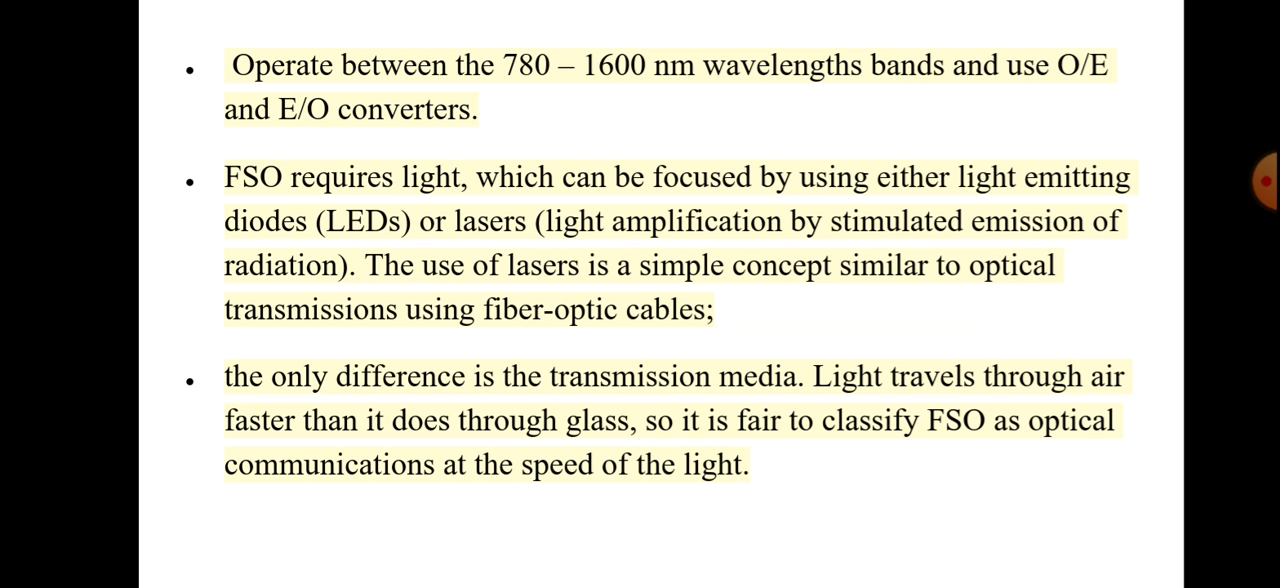 • Operate between the 780 – 1600 nm wavelengths bands and use O/E
and E/O converters.
• FSO requires light, which can be focused by using either light emitting
diodes (LEDs) or lasers (light amplification by stimulated emission of
radiation). The use of lasers is a simple concept similar to optical
transmissions using fiber-optic cables;
• the only difference is the transmission media. Light travels through air
faster than it does through glass, so it is fair to classify FSO as optical
communications at the speed of the light.